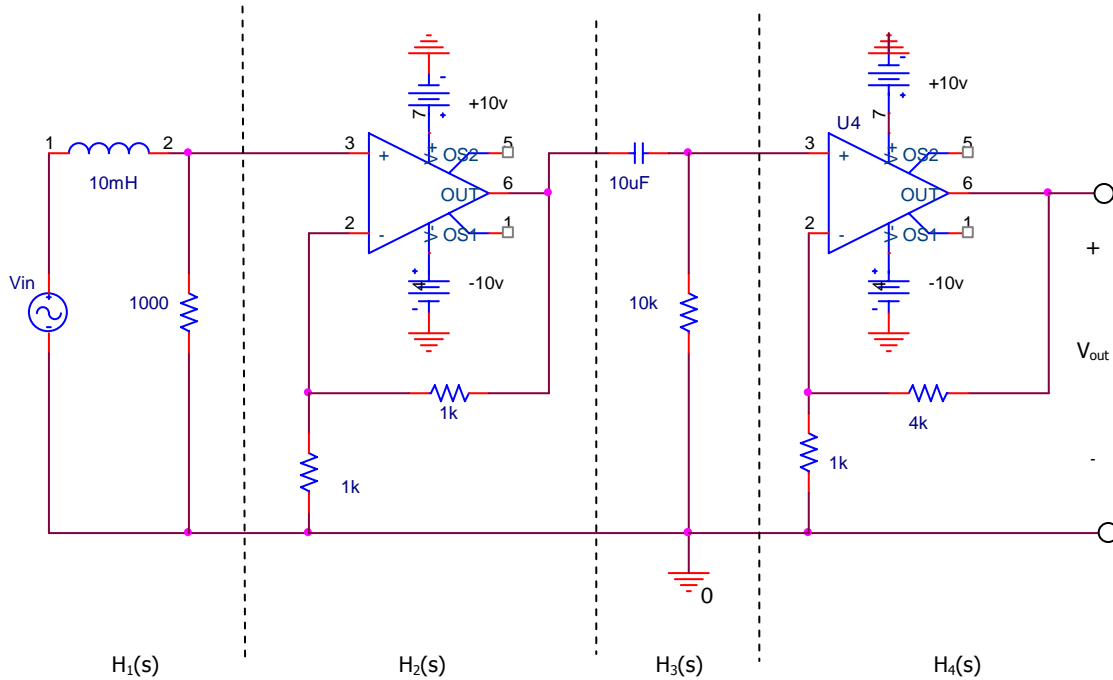 +10v
7
V+
OS2
5
3
+
OUT
6
2
-
V-
OS1
1
4
-10v
1
2
10mH
Vin
1000
1k
1k
10uF
10k
0
U4
+10v
7
V+
OS2
5
3
+
OUT
6
2
-
V-
OS1
1
4
-10v
4k
1k
+
Vout
-
H1(s)
H2(s)
H3(s)
H4(s)